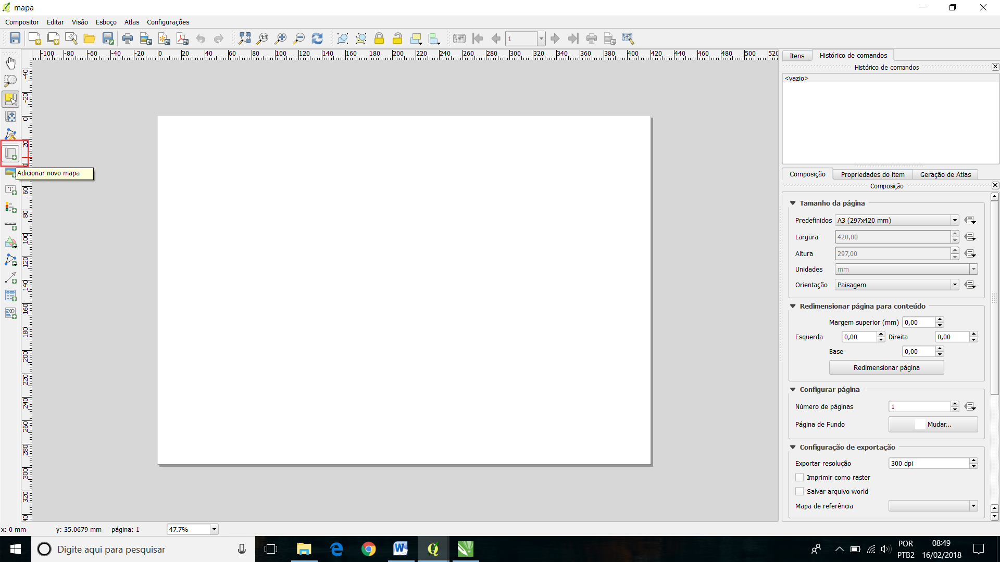 mapa
Compositor Editar Visão Esboço Atlas Configurações
1:1 1
-100 -80 -60 -40 -20 0 20 40 60 80 100 120 140 160 180 200 220 240 260 280 300 320 340 360 380 400 420 440 460 480 500 520
-40
-20
0
20
60
80
100
120
140
160
180
200
220
240
260
280
300
320
Adicionar novo mapa
Itens Histórico de comandos
Histórico de comandos
<vazio>
Composição Propriedades do item Geração de Atlas
Composição
Tamanho da página
Predefinidos A3 (297x420 mm)
Largura 420,00
Altura 297,00
Unidades mm
Orientação Paisagem
Redimensionar página para conteúdo
Margem superior (mm) 0,00
Esquerda 0,00 Direita 0,00
Base 0,00
Redimensionar página
Configurar página
Número de páginas 1
Página de Fundo Mudar...
Configuração de exportação
Exportar resolução 300 dpi
Imprimir como raster
Salvar arquivo world
Mapa de referência
x: 0 mm y: 35.0679 mm página: 1 47.7%
Digite aqui para pesquisar
POR 08:49
PTB2 16/02/2018